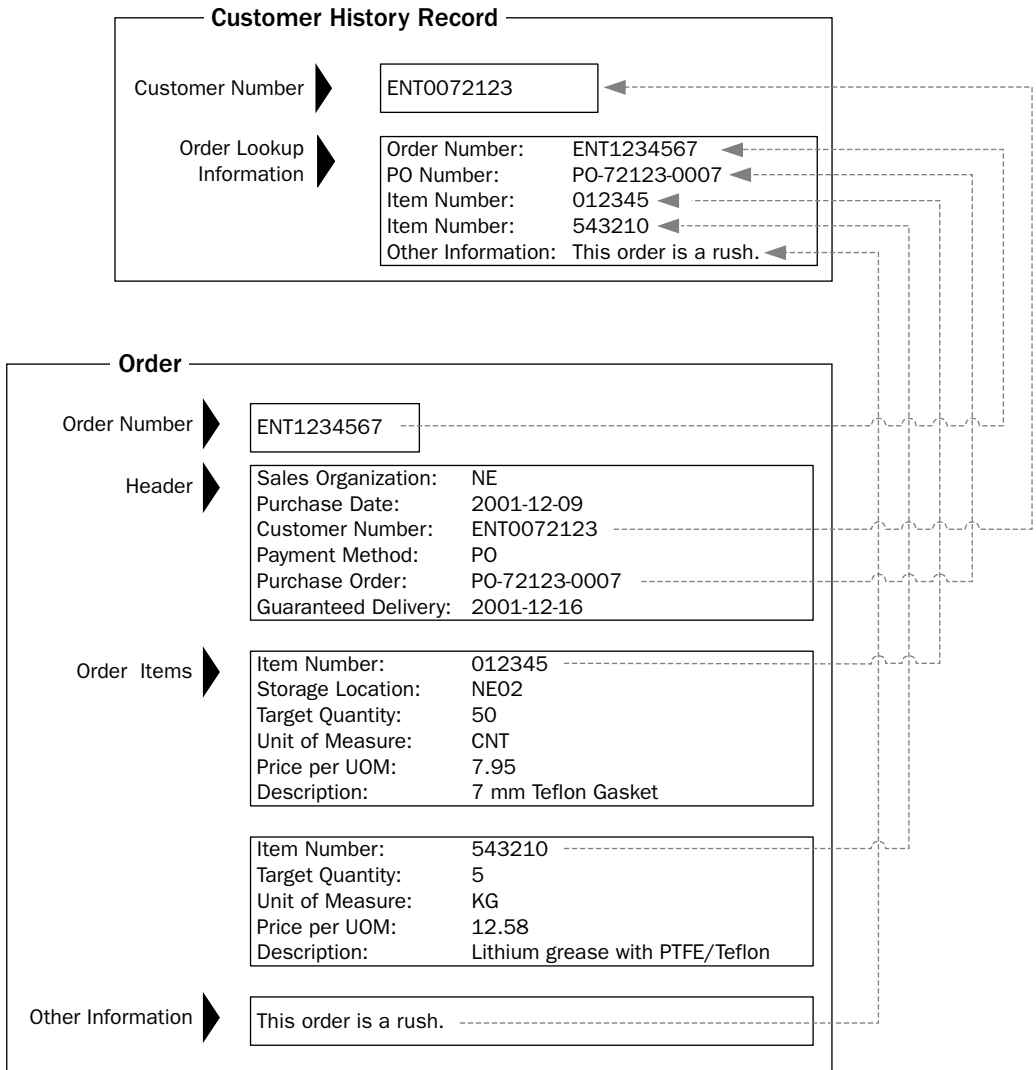 Customer History Record
Customer Number
ENT0072123
Order Lookup
Information
Order Number: ENT1234567
PO Number: PO-72123-0007
Item Number: 012345
Item Number: 543210
Other Information: This order is a rush.
Order
Order Number
ENT1234567
Header
Sales Organization: NE
Purchase Date: 2001-12-09
Customer Number: ENT0072123
Payment Method: PO
Purchase Order: PO-72123-0007
Guaranteed Delivery: 2001-12-16
Order Items
Item Number: 012345
Storage Location: NE02
Target Quantity: 50
Unit of Measure: CNT
Price per UOM: 7.95
Description: 7 mm Teflon Gasket
Item Number: 543210
Target Quantity: 5
Unit of Measure: KG
Price per UOM: 12.58
Description: Lithium grease with PTFE/Teflon
Other Information
This order is a rush.